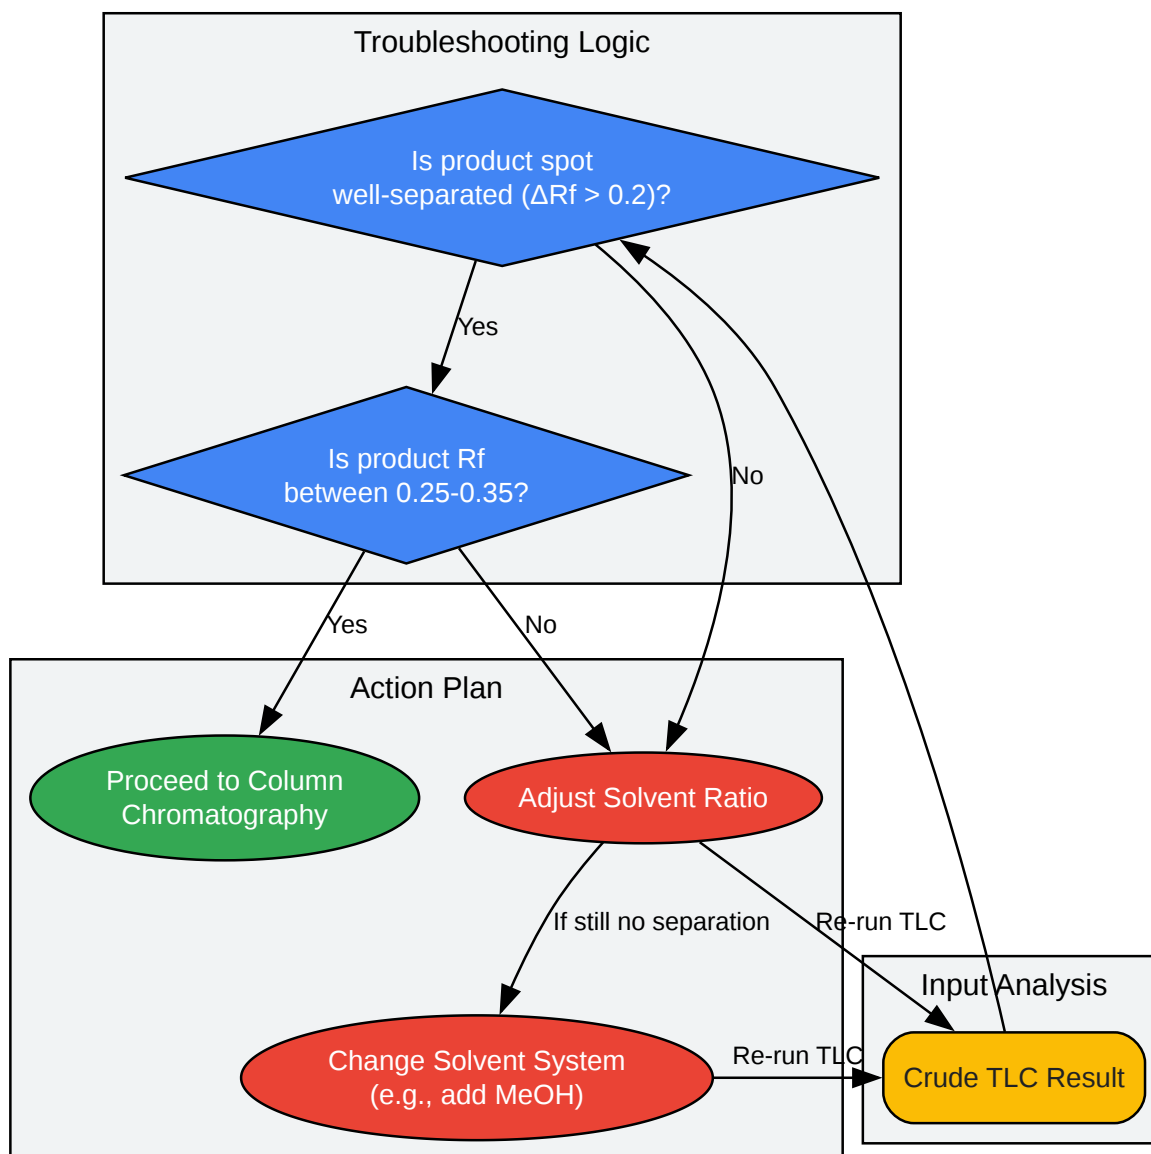 Troubleshooting Logic
Is product spot
well-separated (ΔRf > 0.2)?
Yes
Is product Rf
between 0.25-0.35?
No
Yes
No
Action Plan
Proceed to Column
Chromatography
Adjust Solvent Ratio
If still no separation
Re-run TLC
Input Analysis
Change Solvent System
(e.g., add MeOH)
Re-run TLC
Crude TLC Result